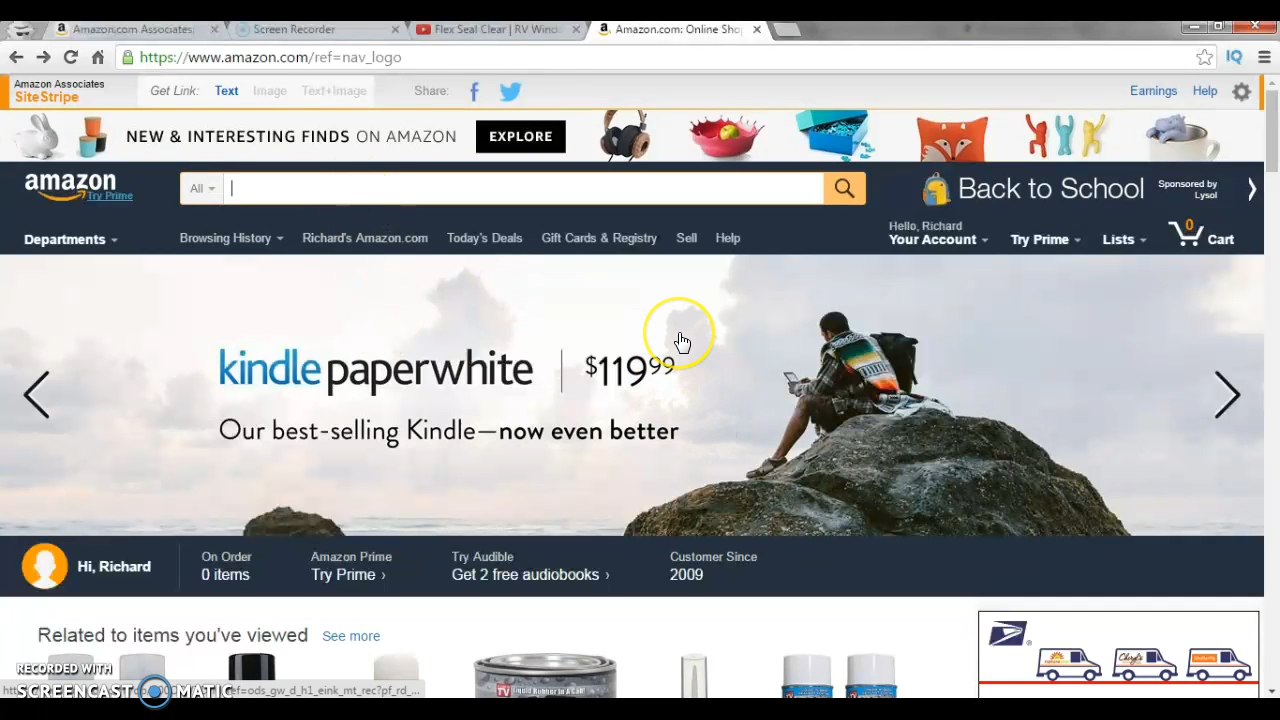 Amazon.com Associates
Screen Recorder
Flex Seal Clear | RV Wind
Amazon.com: Online Sho
https://www.amazon.com/ref=nav_logo
Amazon Associates
SiteStripe
Get Link: Text Image Text+Image
Share:
Earnings Help
NEW & INTERESTING FINDS ON AMAZON EXPLORE
amazon
Try Prime
All
Back to School
Sponsored by
Lysol
Departments
Browsing History
Richard's Amazon.com
Today's Deals
Gift Cards & Registry
Sell
Help
Hello, Richard
Your Account
Try Prime
Lists
0
Cart
kindle paperwhite $119.99
Our best-selling Kindle—now even better
Hi, Richard
On Order
0 items
Amazon Prime
Try Prime ›
Try Audible
Get 2 free audiobooks ›
Customer Since
2009
Related to items you've viewed See more
RECORDED WITH
SCREENCAST MATIC
ref=ods_gw_d_h1_eink_mt_rec?pf_rd_...